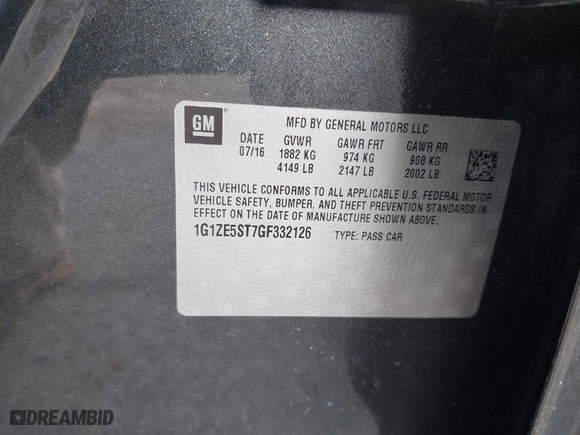 GM
MFD BY GENERAL MOTORS LLC
DATE GVWR GAWR FRT GAWR RR
07/16 1882 KG 974 KG 908 KG
4149 LB 2147 LB 2002 LB
THIS VEHICLE CONFORMS TO ALL APPLICABLE U.S. FEDERAL MOTOR
VEHICLE SAFETY, BUMPER, AND THEFT PREVENTION STANDARDS IN
EFFECT ON THE DATE OF MANUFACTURE SHOWN ABOVE.
1G1ZE5ST7GF332126 TYPE: PASS CAR
DREAMBID